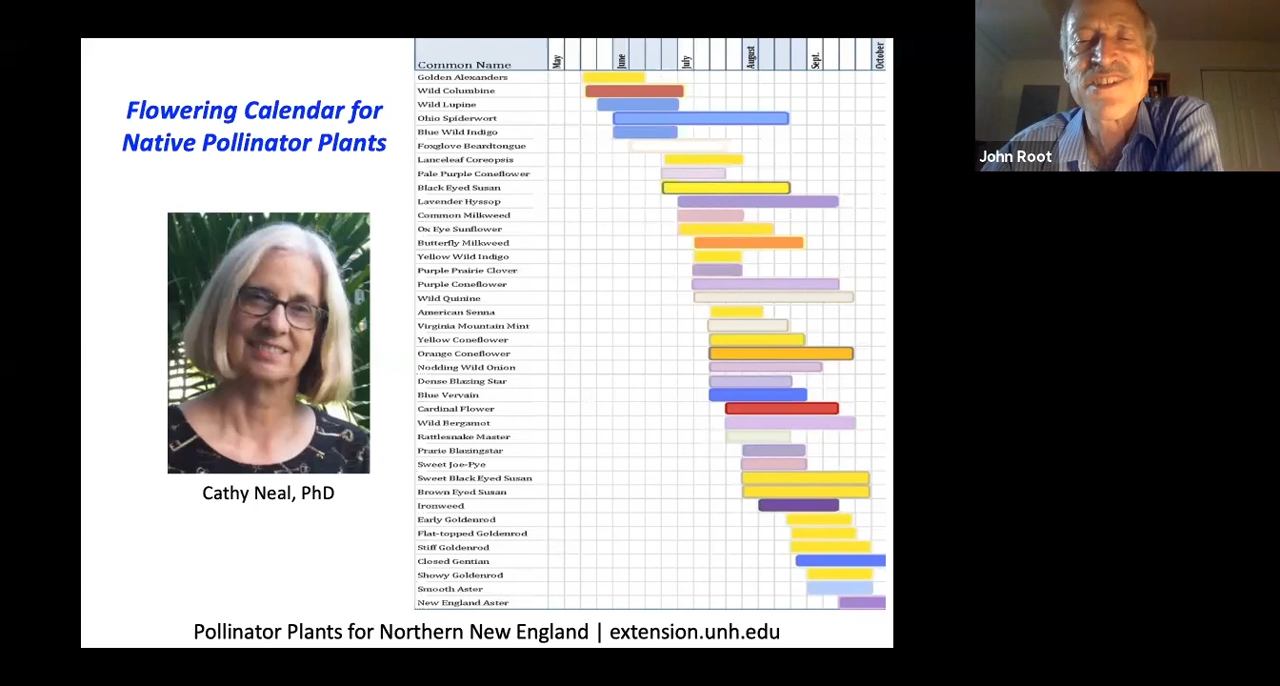 Flowering Calendar for
Native Pollinator Plants
Cathy Neal, PhD
Common Name
May
June
July
August
Sept.
October
Golden Alexanders
Wild Columbine
Wild Lupine
Ohio Spiderwort
Blue Wild Indigo
Foxglove Beardtongue
Lanceleaf Coreopsis
Pale Purple Coneflower
Black Eyed Susan
Lavender Hyssop
Common Milkweed
Ox Eye Sunflower
Butterfly Milkweed
Yellow Wild Indigo
Purple Prairie Clover
Purple Coneflower
Wild Quinine
American Senna
Virginia Mountain Mint
Yellow Coneflower
Orange Coneflower
Nodding Wild Onion
Dense Blazing Star
Blue Vervain
Cardinal Flower
Wild Bergamot
Rattlesnake Master
Prarie Blazingstar
Sweet Joe-Pye
Sweet Black Eyed Susan
Brown Eyed Susan
Ironweed
Early Goldenrod
Flat-topped Goldenrod
Stiff Goldenrod
Closed Gentian
Showy Goldenrod
Smooth Aster
New England Aster
Pollinator Plants for Northern New England | extension.unh.edu
John Root